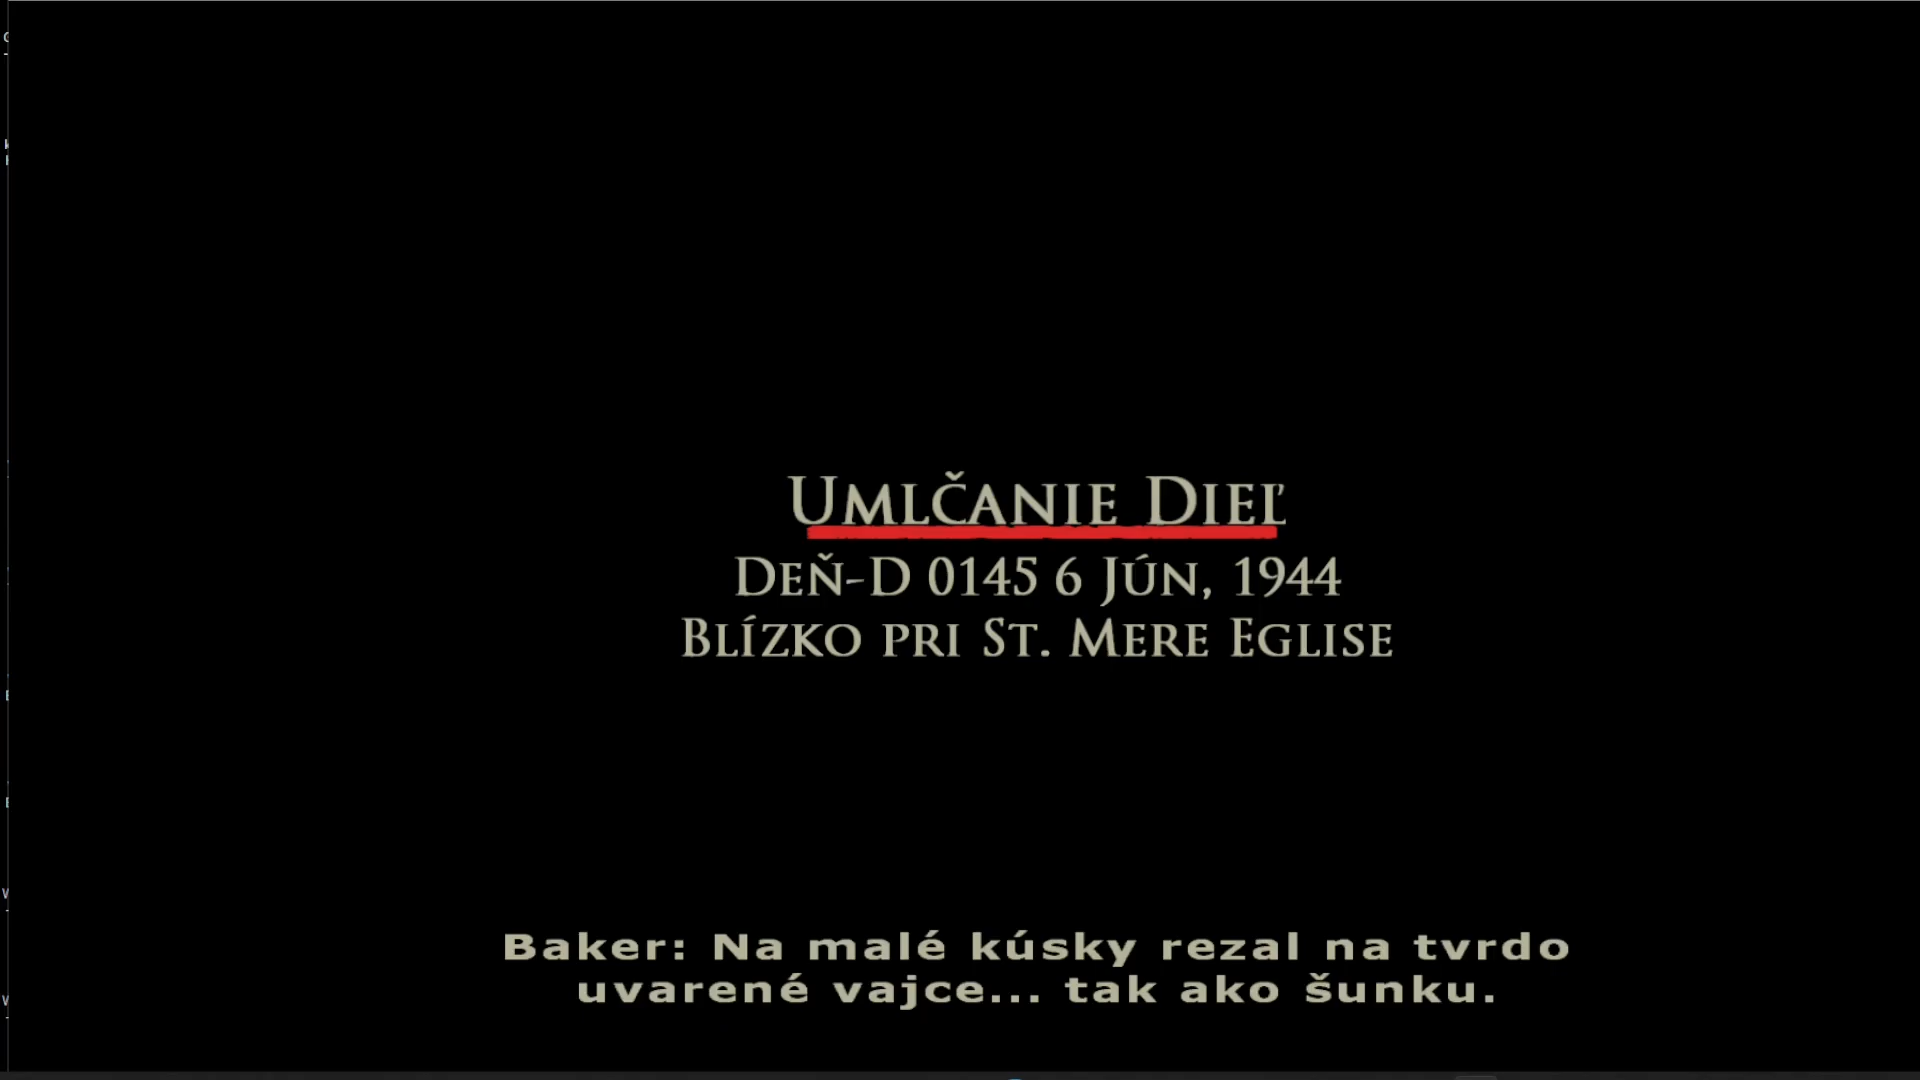 Umlčanie Dieľ
Deň-D 0145 6 Jún, 1944
Blízko pri St. Mere Eglise
Baker: Na malé kúsky rezal na tvrdo
uvarené vajce... tak ako šunku.